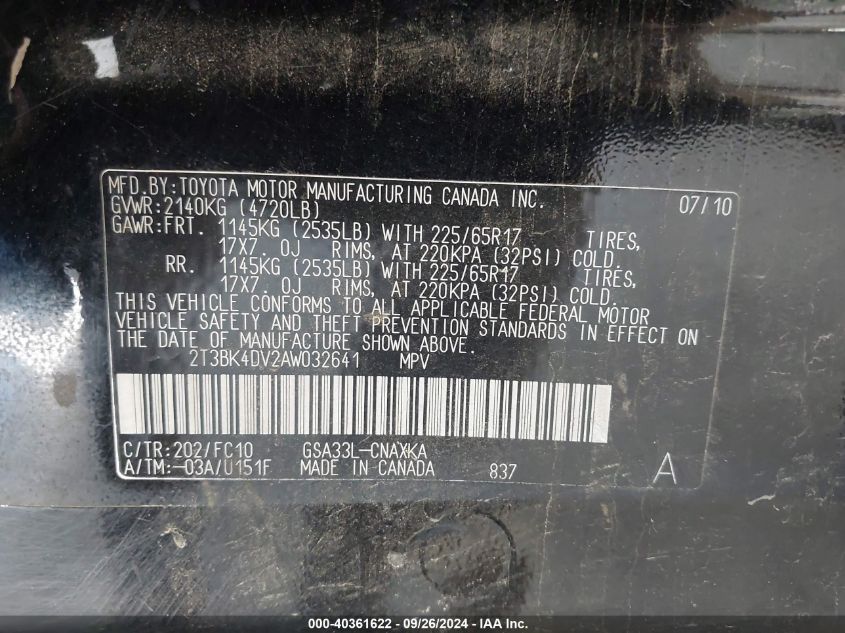 MFD.BY:TOYOTA MOTOR MANUFACTURING CANADA INC. 07/10
GVWR:2140KG (4720LB)
GAWR:FRT. 1145KG (2535LB) WITH 225/65R17 TIRES,
17X7.0J RIMS, AT 220KPA (32PSI) COLD.
RR. 1145KG (2535LB) WITH 225/65R17 TIRES,
17X7.0J RIMS, AT 220KPA (32PSI) COLD.
THIS VEHICLE CONFORMS TO ALL APPLICABLE FEDERAL MOTOR
VEHICLE SAFETY AND THEFT PREVENTION STANDARDS IN EFFECT ON
THE DATE OF MANUFACTURE SHOWN ABOVE.
2T3BK4DV2AW032641 MPV
C/TR:202/FC10 GSA33L-CNAXKA
A/TM:-03A/U151F MADE IN CANADA 837 A
000-40361622 - 09/26/2024 - www.iaai.com